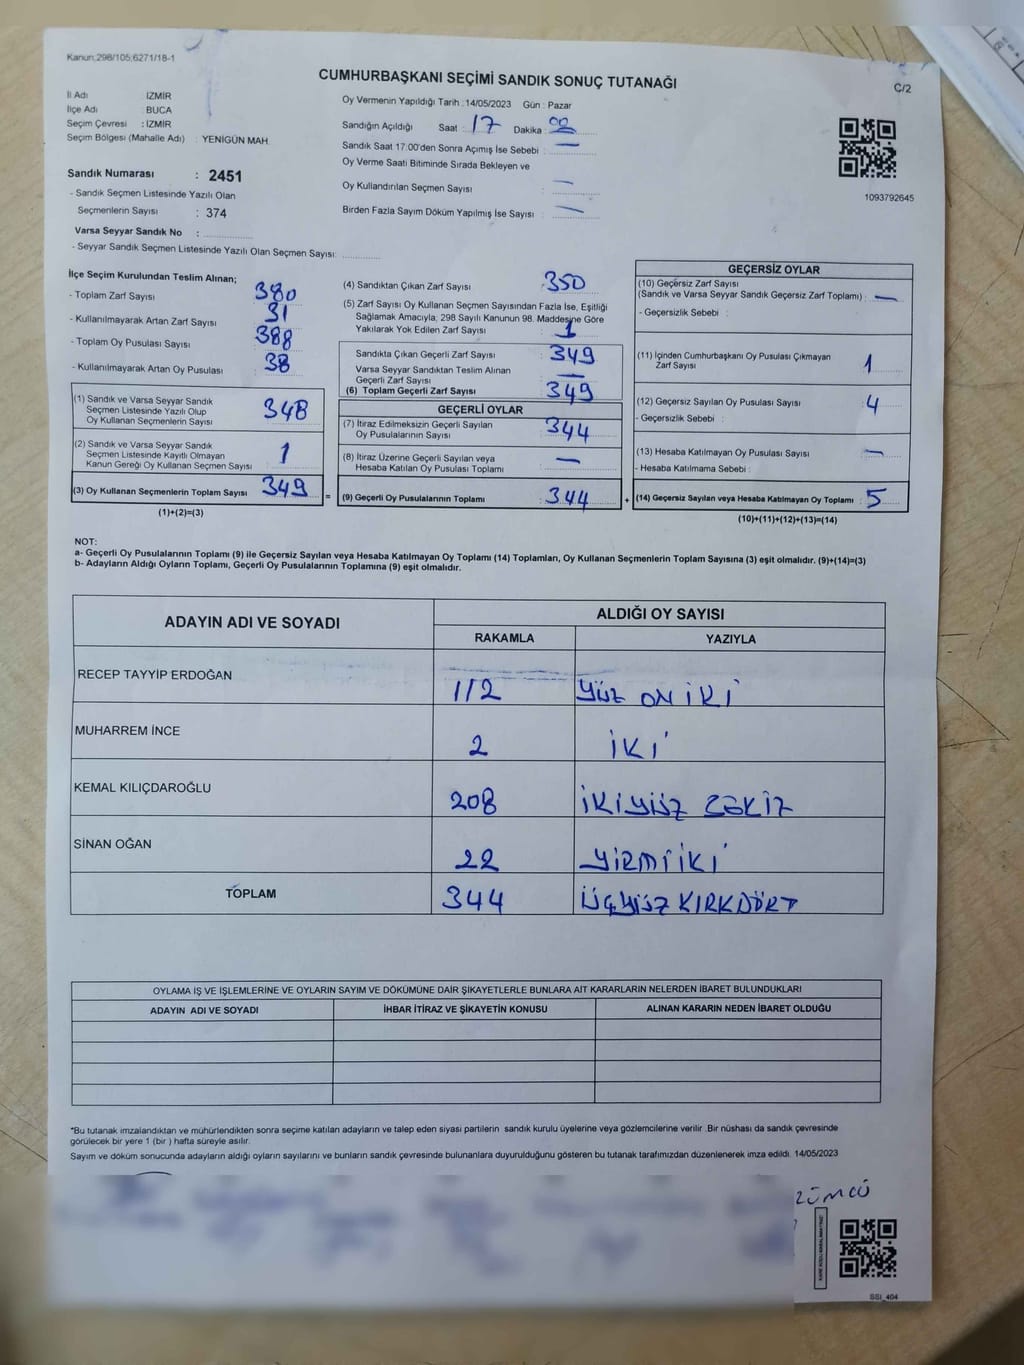 Kanun:298/105;6271/18-1
CUMHURBAŞKANI SEÇİMİ SANDIK SONUÇ TUTANAĞI
C/2
İl Adı İZMİR
İlçe Adı BUCA
Seçim Çevresi : İZMİR
Seçim Bölgesi (Mahalle Adı) : YENİGÜN MAH.
Sandık Numarası : 2451
- Sandık Seçmen Listesinde Yazılı Olan
Seçmenlerin Sayısı : 374
Varsa Seyyar Sandık No :
- Seyyar Sandık Seçmen Listesinde Yazılı Olan Seçmen Sayısı:
Oy Vermenin Yapıldığı Tarih : 14/05/2023 Gün : Pazar
Sandığın Açıldığı Saat : 17 Dakika : 00
Sandık Saat 17:00'den Sonra Açımış İse Sebebi : —
Oy Verme Saati Bitiminde Sırada Bekleyen ve
Oy Kullandırılan Seçmen Sayısı : —
Birden Fazla Sayım Döküm Yapılmış İse Sayısı : —
1093792645
İlçe Seçim Kurulundan Teslim Alınan;
- Toplam Zarf Sayısı : 380
- Kullanılmayarak Artan Zarf Sayısı : 31
- Toplam Oy Pusulası Sayısı : 388
- Kullanılmayarak Artan Oy Pusulası : 38
(1) Sandık ve Varsa Seyyar Sandık
Seçmen Listesinde Yazılı Olup
Oy Kullanan Seçmenlerin Sayısı : 348
(2) Sandık ve Varsa Seyyar Sandık
Seçmen Listesinde Kayıtlı Olmayan
Kanun Gereği Oy Kullanan Seçmen Sayısı : 1
(3) Oy Kullanan Seçmenlerin Toplam Sayısı : 349
(1)+(2)=(3)
=
(4) Sandıktan Çıkan Zarf Sayısı : 350
(5) Zarf Sayısı Oy Kullanan Seçmen Sayısından Fazla İse, Eşitliği
Sağlamak Amacıyla; 298 Sayılı Kanunun 98. Maddesine Göre
Yakılarak Yok Edilen Zarf Sayısı : 1
Sandıkta Çıkan Geçerli Zarf Sayısı : 349
Varsa Seyyar Sandıktan Teslim Alınan
Geçerli Zarf Sayısı : —
(6) Toplam Geçerli Zarf Sayısı : 349
GEÇERLİ OYLAR
(7) İtiraz Edilmeksizin Geçerli Sayılan
Oy Pusulalarının Sayısı : 344
(8) İtiraz Üzerine Geçerli Sayılan veya
Hesaba Katılan Oy Pusulası Toplamı : —
(9) Geçerli Oy Pusulalarının Toplamı : 344
+
GEÇERSİZ OYLAR
(10) Geçersiz Zarf Sayısı
(Sandık ve Varsa Seyyar Sandık Geçersiz Zarf Toplamı) : —
- Geçersizlik Sebebi :
(11) İçinden Cumhurbaşkanı Oy Pusulası Çıkmayan
Zarf Sayısı : 1
(12) Geçersiz Sayılan Oy Pusulası Sayısı : 4
- Geçersizlik Sebebi :
(13) Hesaba Katılmayan Oy Pusulası Sayısı : —
- Hesaba Katılmama Sebebi :
(14) Geçersiz Sayılan veya Hesaba Katılmayan Oy Toplamı : 5
(10)+(11)+(12)+(13)=(14)
NOT:
a- Geçerli Oy Pusulalarının Toplamı (9) ile Geçersiz Sayılan veya Hesaba Katılmayan Oy Toplamı (14) Toplamları, Oy Kullanan Seçmenlerin Toplam Sayısına (3) eşit olmalıdır. (9)+(14)=(3)
b- Adayların Aldığı Oyların Toplamı, Geçerli Oy Pusulalarının Toplamına (9) eşit olmalıdır.
ADAYIN ADI VE SOYADI
ALDIĞI OY SAYISI
RAKAMLA YAZIYLA
RECEP TAYYİP ERDOĞAN 112 YÜZ ON İKİ
MUHARREM İNCE 2 İKİ
KEMAL KILIÇDAROĞLU 208 İKİYÜZ SEKİZ
SİNAN OĞAN 22 YİRMİ İKİ
TOPLAM 344 ÜÇYÜZ KIRKDÖRT
OYLAMA İŞ VE İŞLEMLERİNE VE OYLARIN SAYIM VE DÖKÜMÜNE DAİR ŞİKAYETLERLE BUNLARA AİT KARARLARIN NELERDEN İBARET BULUNDUKLARI
ADAYIN ADI VE SOYADI İHBAR İTİRAZ VE ŞİKAYETİN KONUSU ALINAN KARARIN NEDEN İBARET OLDUĞU
*Bu tutanak imzalandıktan ve mühürlendikten sonra seçime katılan adayların ve talep eden siyasi partilerin sandık kurulu üyelerine veya gözlemcilerine verilir .Bir nüshası da sandık çevresinde
görülecek bir yere 1 (bir ) hafta süreyle asılır.
Sayım ve döküm sonucunda adayların aldığı oyların sayılarını ve bunların sandık çevresinde bulunanlara duyurulduğunu gösteren bu tutanak tarafımızdan düzenlenerek imza edildi. 14/05/2023
ZÜMCÜ
SSI_404